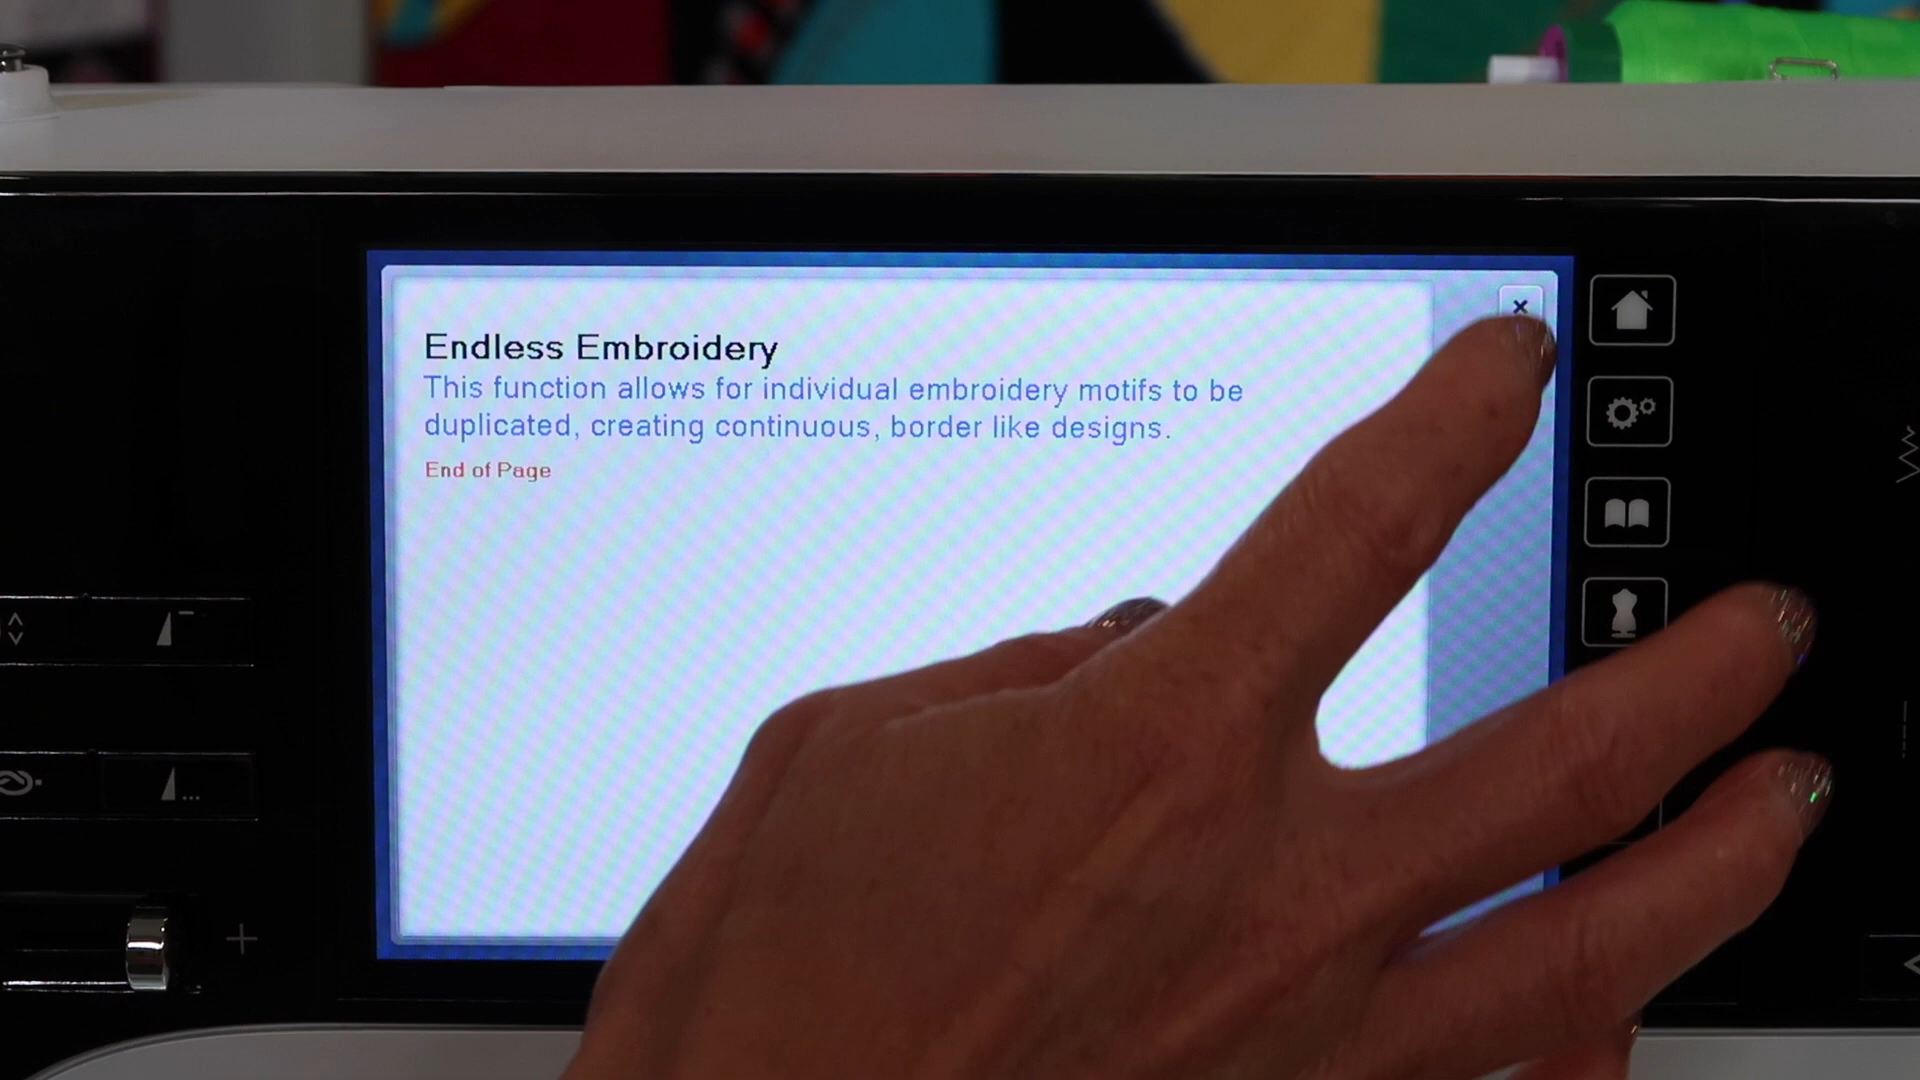 Endless Embroidery
This function allows for individual embroidery motifs to be
duplicated, creating continuous, border like designs.
End of Page